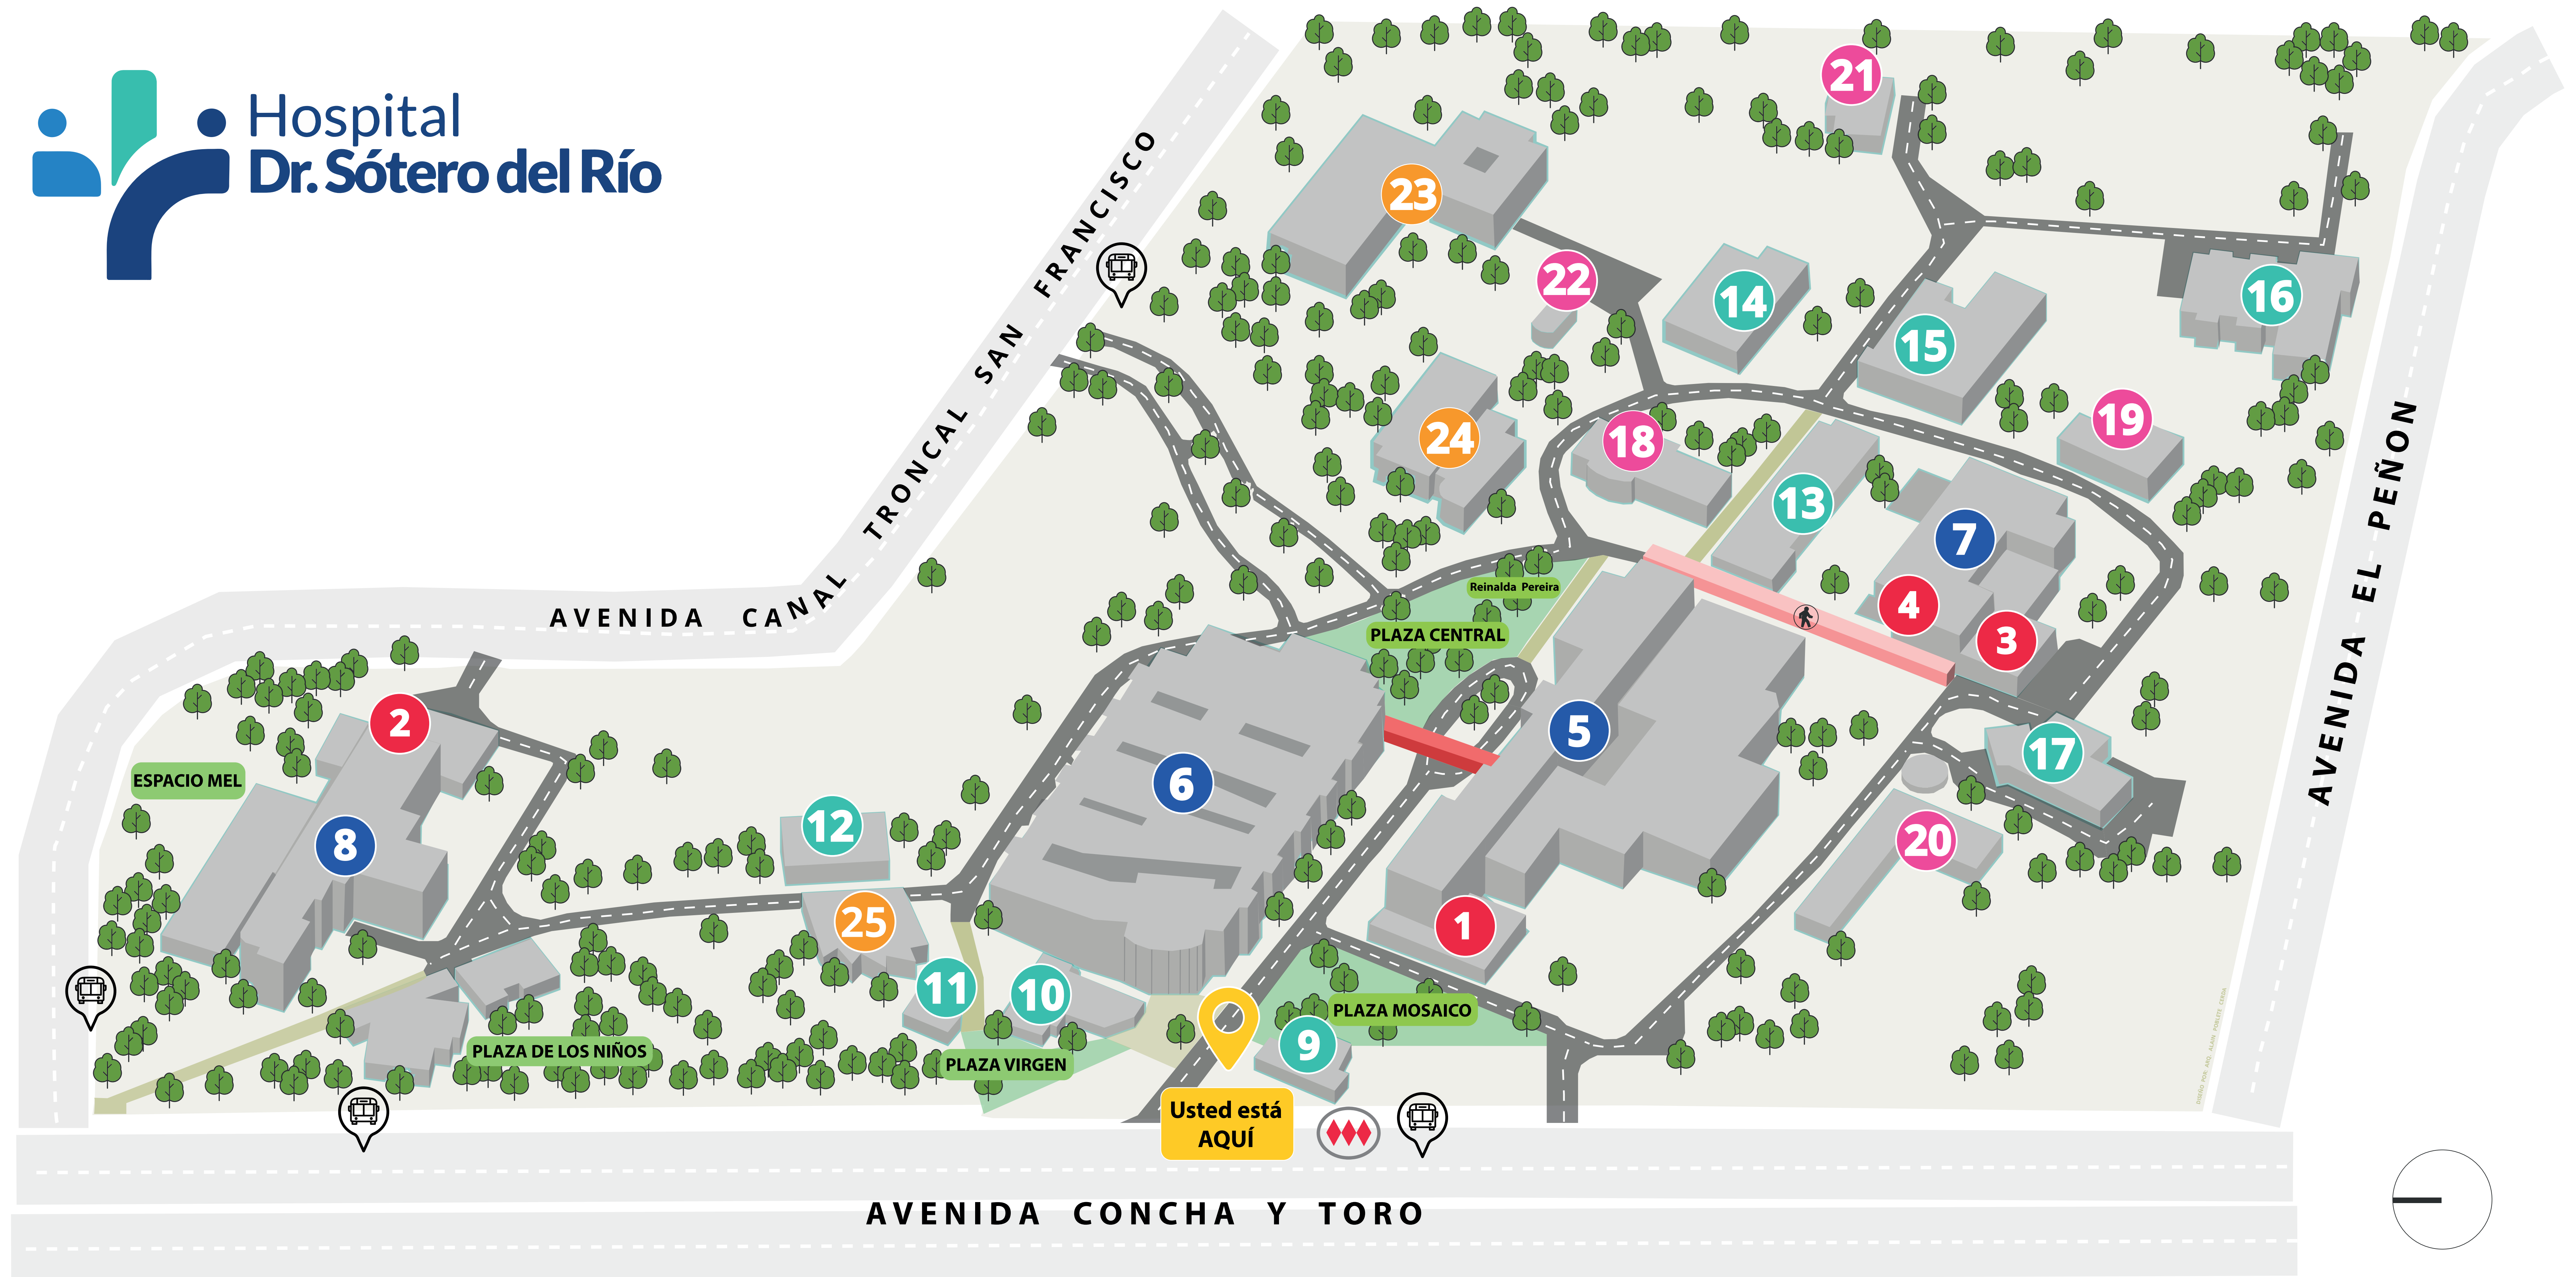 Hospital
Dr. Sótero del Río
AVENIDA CANAL TRONCAL SAN FRANCISCO
21
23
22
14
16
15
19
24
18
13
7
Reinalda Pereira
4
PLAZA CENTRAL
3
AVENIDA EL PEÑON
2
5
17
ESPACIO MEL
6
12
8
20
25
1
11
10
PLAZA MOSAICO
9
PLAZA DE LOS NIÑOS
PLAZA VIRGEN
Usted está
AQUÍ
AVENIDA CONCHA Y TORO